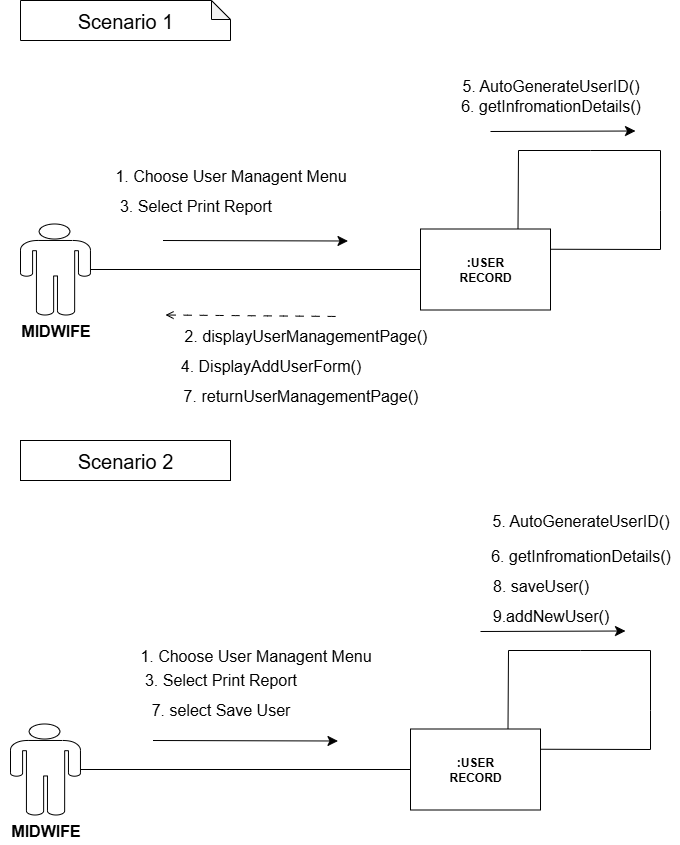 Scenario 1
5. AutoGenerateUserID()
6. getInfromationDetails()
1. Choose User Managent Menu
3. Select Print Report
:USER
RECORD
MIDWIFE
2. displayUserManagementPage()
4. DisplayAddUserForm()
7. returnUserManagementPage()
Scenario 2
5. AutoGenerateUserID()
6. getInfromationDetails()
8. saveUser()
9.addNewUser()
1. Choose User Managent Menu
3. Select Print Report
7. select Save User
:USER
RECORD
MIDWIFE